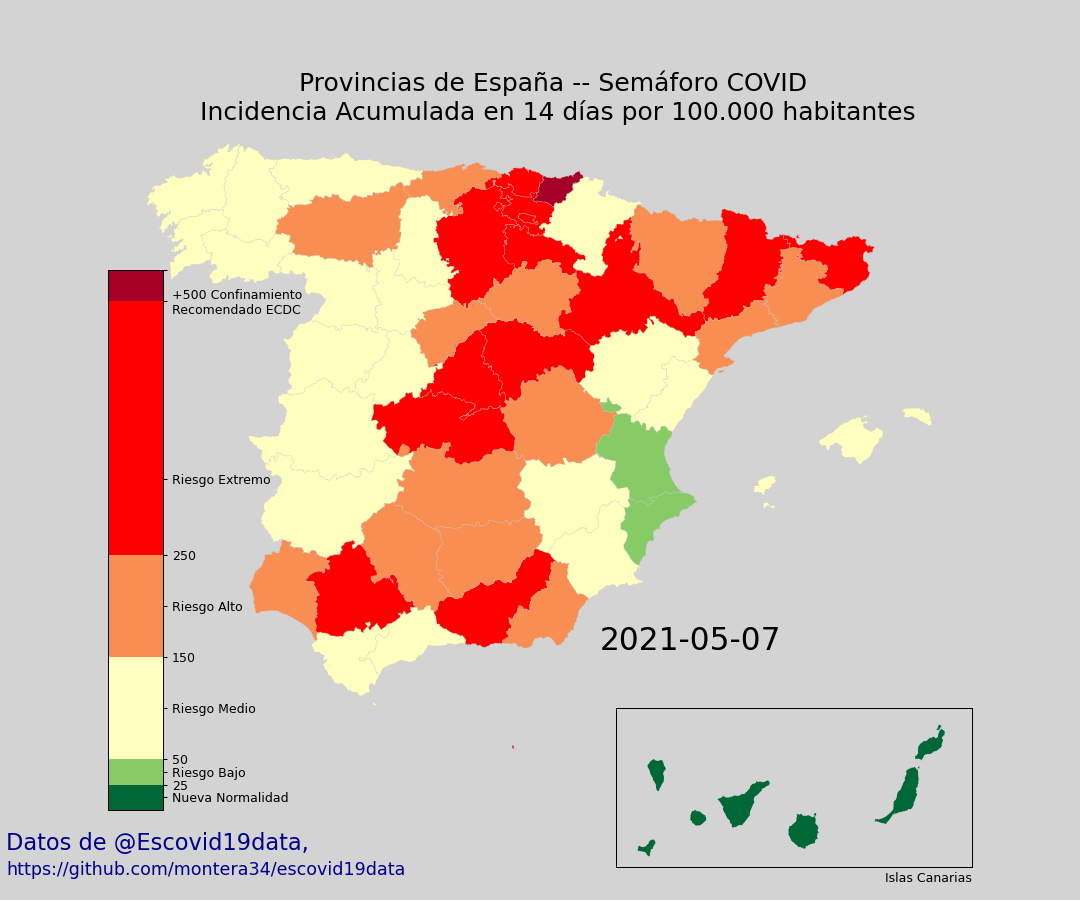 Provincias de España -- Semáforo COVID
Incidencia Acumulada en 14 días por 100.000 habitantes
+500 Confinamiento
Recomendado ECDC
Riesgo Extremo
250
Riesgo Alto
150
Riesgo Medio
50
Riesgo Bajo
25
Nueva Normalidad
2021-05-07
Islas Canarias
Datos de @Escovid19data,
https://github.com/montera34/escovid19data